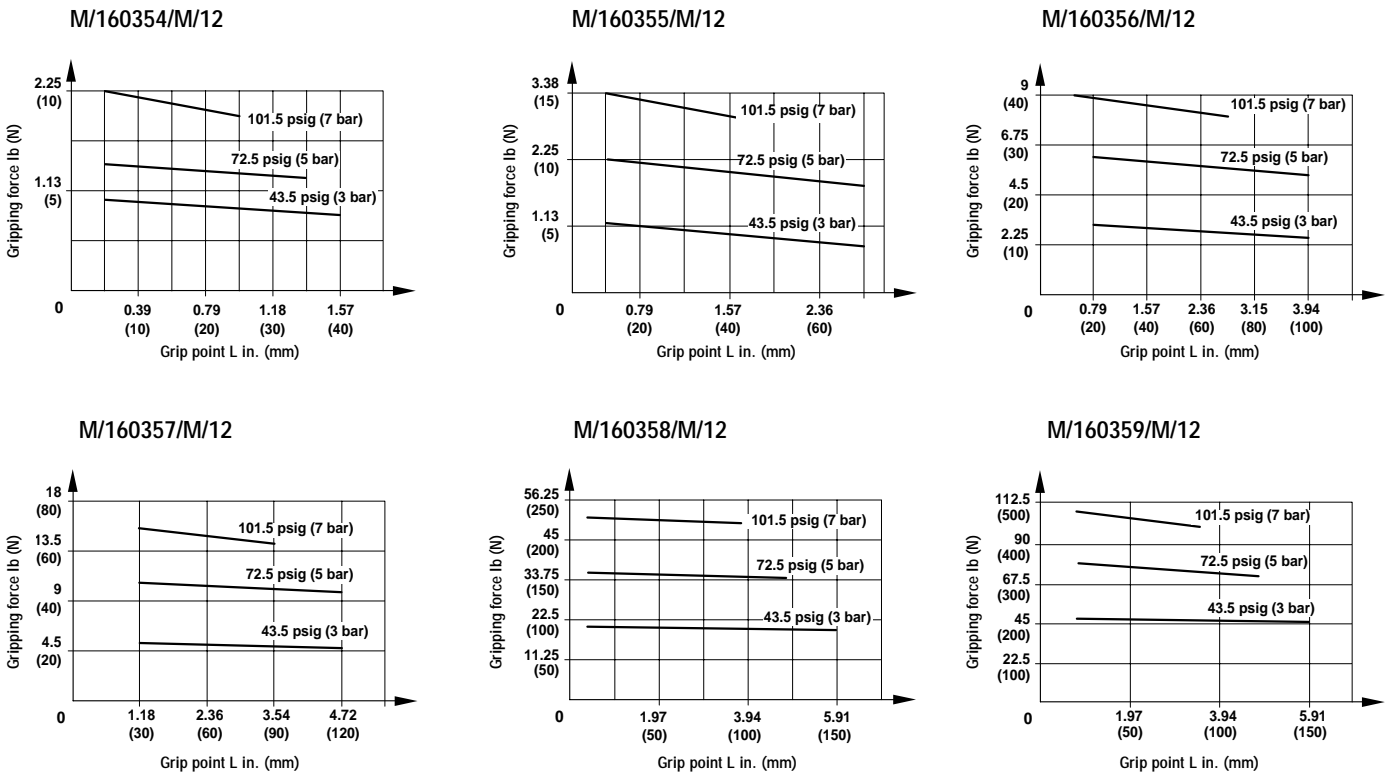 M/160354/M/12
Gripping force lb (N)
2.25
(10)
1.13
(5)
0
101.5 psig (7 bar)
72.5 psig (5 bar)
43.5 psig (3 bar)
0.39 0.79 1.18 1.57
(10) (20) (30) (40)
Grip point L in. (mm)
M/160355/M/12
Gripping force lb (N)
3.38
(15)
2.25
(10)
1.13
(5)
0
101.5 psig (7 bar)
72.5 psig (5 bar)
43.5 psig (3 bar)
0.79 1.57 2.36
(20) (40) (60)
Grip point L in. (mm)
M/160356/M/12
Gripping force lb (N)
9
(40)
6.75
(30)
4.5
(20)
2.25
(10)
0
101.5 psig (7 bar)
72.5 psig (5 bar)
43.5 psig (3 bar)
0.79 1.57 2.36 3.15 3.94
(20) (40) (60) (80) (100)
Grip point L in. (mm)
M/160357/M/12
Gripping force lb (N)
18
(80)
13.5
(60)
9
(40)
4.5
(20)
0
101.5 psig (7 bar)
72.5 psig (5 bar)
43.5 psig (3 bar)
1.18 2.36 3.54 4.72
(30) (60) (90) (120)
Grip point L in. (mm)
M/160358/M/12
Gripping force lb (N)
56.25
(250)
45
(200)
33.75
(150)
22.5
(100)
11.25
(50)
0
101.5 psig (7 bar)
72.5 psig (5 bar)
43.5 psig (3 bar)
1.97 3.94 5.91
(50) (100) (150)
Grip point L in. (mm)
M/160359/M/12
Gripping force lb (N)
112.5
(500)
90
(400)
67.5
(300)
45
(200)
22.5
(100)
0
101.5 psig (7 bar)
72.5 psig (5 bar)
43.5 psig (3 bar)
1.97 3.94 5.91
(50) (100) (150)
Grip point L in. (mm)